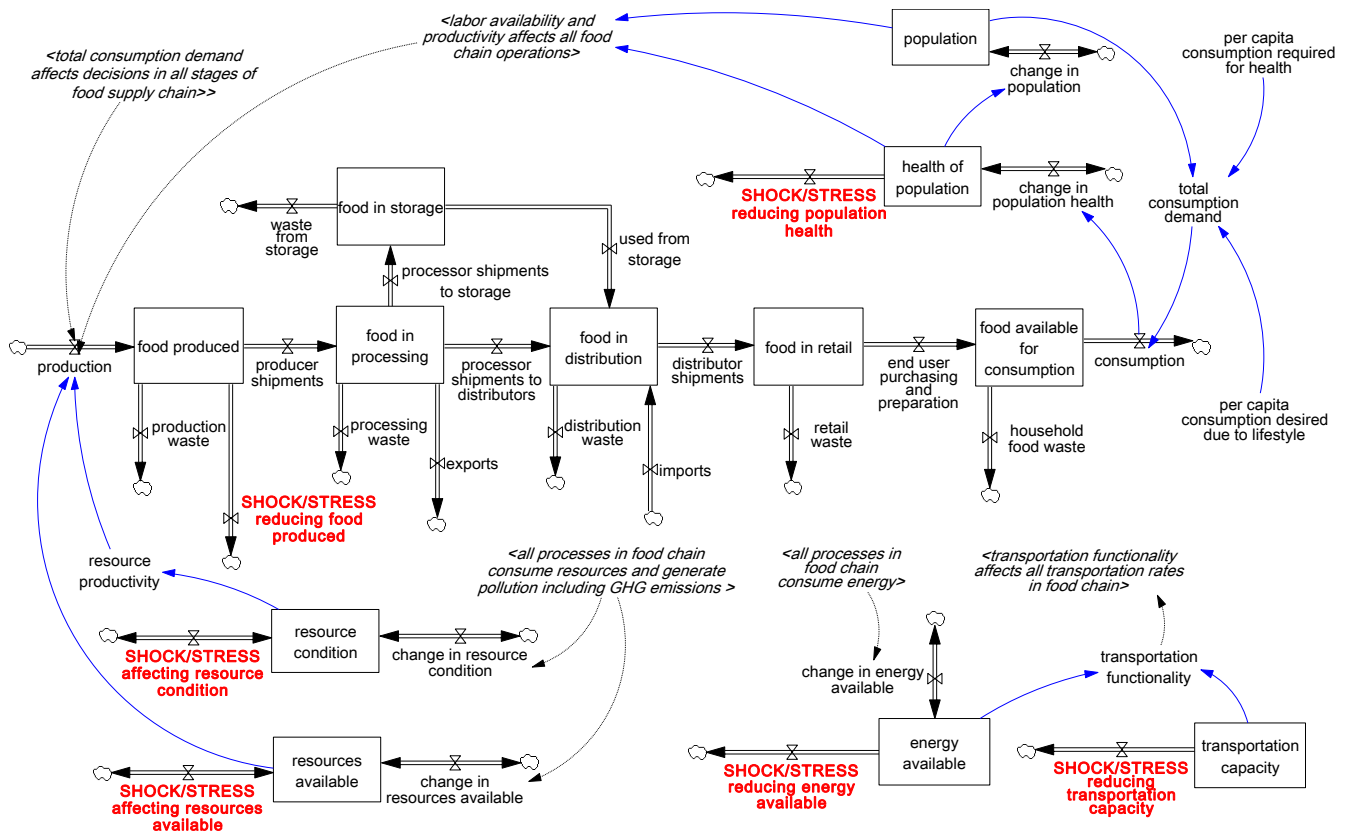 <labor availability and
productivity affects all food
chain operations>
population
per capita
consumption required
for health
<total consumption demand
affects decisions in all stages of
food supply chain>>
change in
population
health of
population
SHOCK/STRESS
reducing population
health
change in
population health
total
consumption
demand
food in storage
waste
from
storage
used from
storage
processor shipments
to storage
food produced
food in
processing
food in
distribution
food in retail
food available
for
consumption
production
producer
shipments
processor
shipments to
distributors
distributor
shipments
end user
purchasing
and
preparation
consumption
production
waste
processing
waste
distribution
waste
retail
waste
household
food waste
per capita
consumption desired
due to lifestyle
exports
imports
SHOCK/STRESS
reducing food
produced
resource
productivity
<all processes in food chain
consume resources and generate
pollution including GHG emissions >
<all processes in
food chain
consume energy>
<transportation functionality
affects all transportation rates
in food chain>
resource
condition
SHOCK/STRESS
affecting resource
condition
change in resource
condition
change in energy
available
transportation
functionality
resources
available
SHOCK/STRESS
affecting resources
available
change in
resources available
energy
available
SHOCK/STRESS
reducing energy
available
transportation
capacity
SHOCK/STRESS
reducing
transportation
capacity